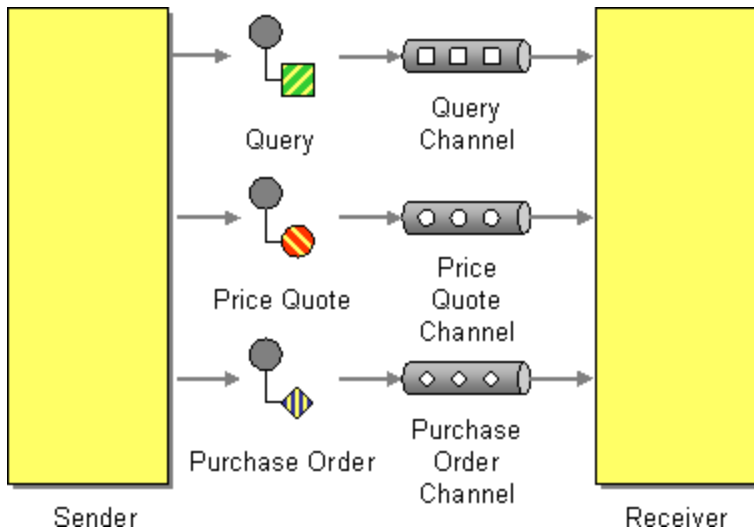 Query
Query
Channel
Price Quote
Price
Quote
Channel
Purchase Order
Purchase
Order
Channel
Sender
Receiver